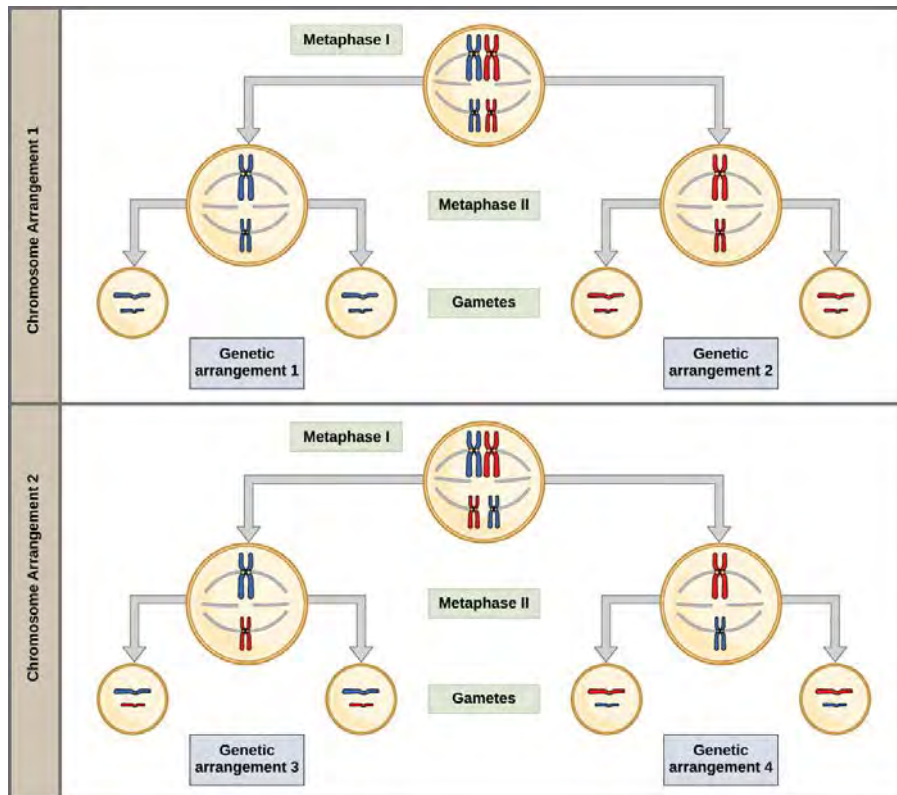 Chromosome Arrangement 1
Metaphase I
Metaphase II
Gametes
Genetic
arrangement 1
Genetic
arrangement 2
Chromosome Arrangement 2
Metaphase I
Metaphase II
Gametes
Genetic
arrangement 3
Genetic
arrangement 4